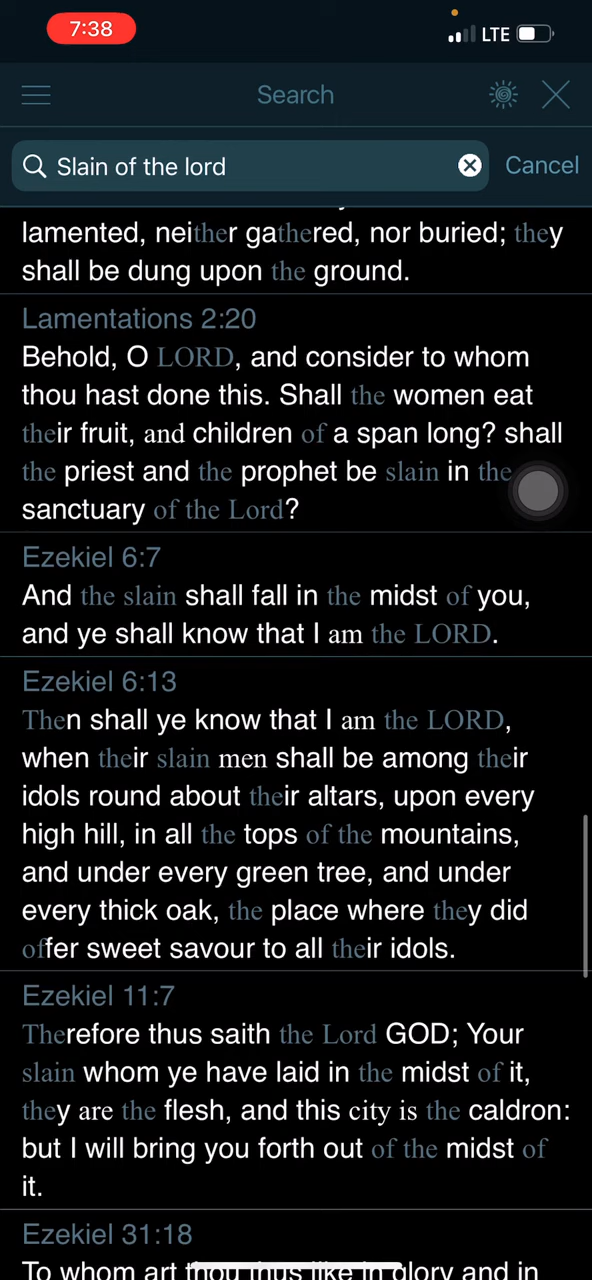 7:38
LTE
Search
Slain of the lord
Cancel
lamented, neither gathered, nor buried; they
shall be dung upon the ground.
Lamentations 2:20
Behold, O LORD, and consider to whom
thou hast done this. Shall the women eat
their fruit, and children of a span long? shall
the priest and the prophet be slain in the
sanctuary of the Lord?
Ezekiel 6:7
And the slain shall fall in the midst of you,
and ye shall know that I am the LORD.
Ezekiel 6:13
Then shall ye know that I am the LORD,
when their slain men shall be among their
idols round about their altars, upon every
high hill, in all the tops of the mountains,
and under every green tree, and under
every thick oak, the place where they did
offer sweet savour to all their idols.
Ezekiel 11:7
Therefore thus saith the Lord GOD; Your
slain whom ye have laid in the midst of it,
they are the flesh, and this city is the caldron:
but I will bring you forth out of the midst of
it.
Ezekiel 31:18
To whom art thou thus like in glory and in